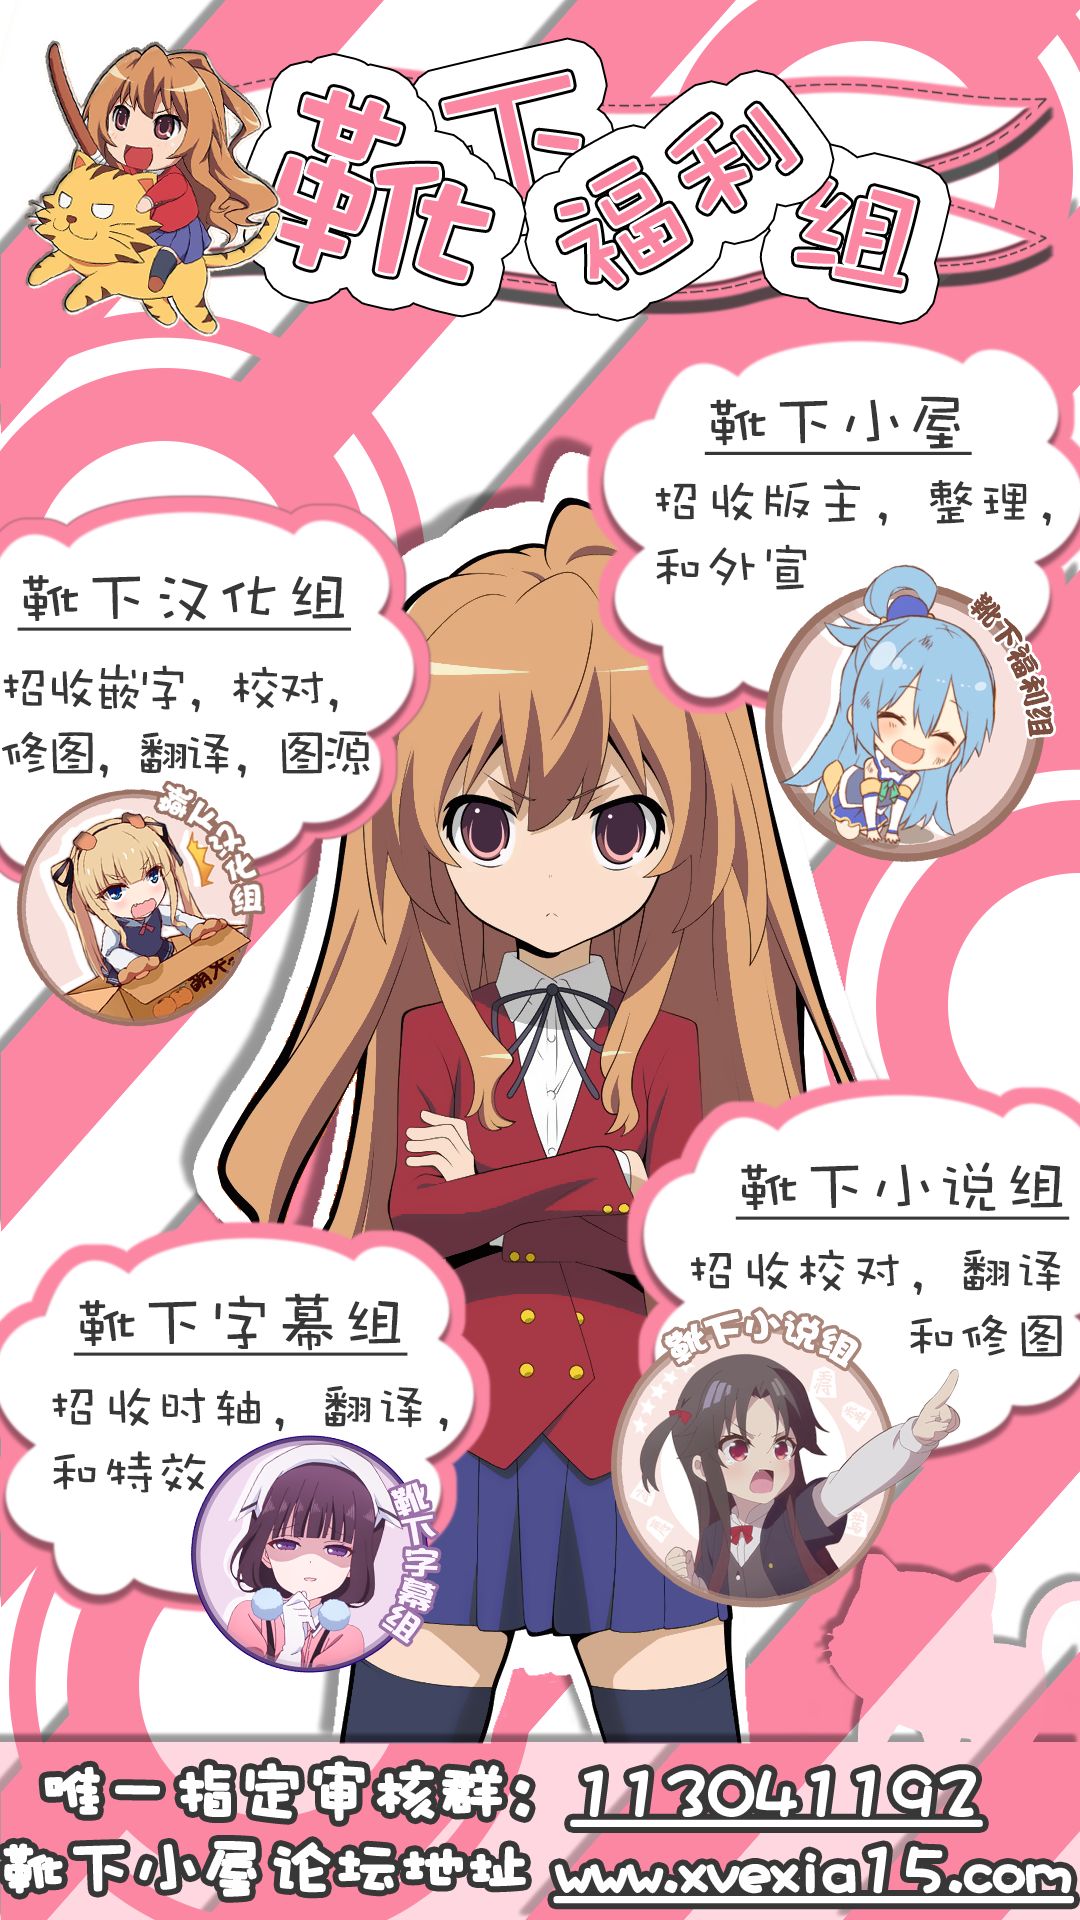 靴下福利组
靴下小屋
招收版主，整理，
和外宣
靴下福利组
靴下汉化组
招收嵌字，校对，
修图，翻译，图源
靴下汉化组
靴下小说组
招收校对，翻译
和修图
靴下小说组
靴下字幕组
招收时轴，翻译，
和特效
靴下字幕组
唯一指定审核群：113041192
靴下小屋论坛地址 www.xvexia15.com